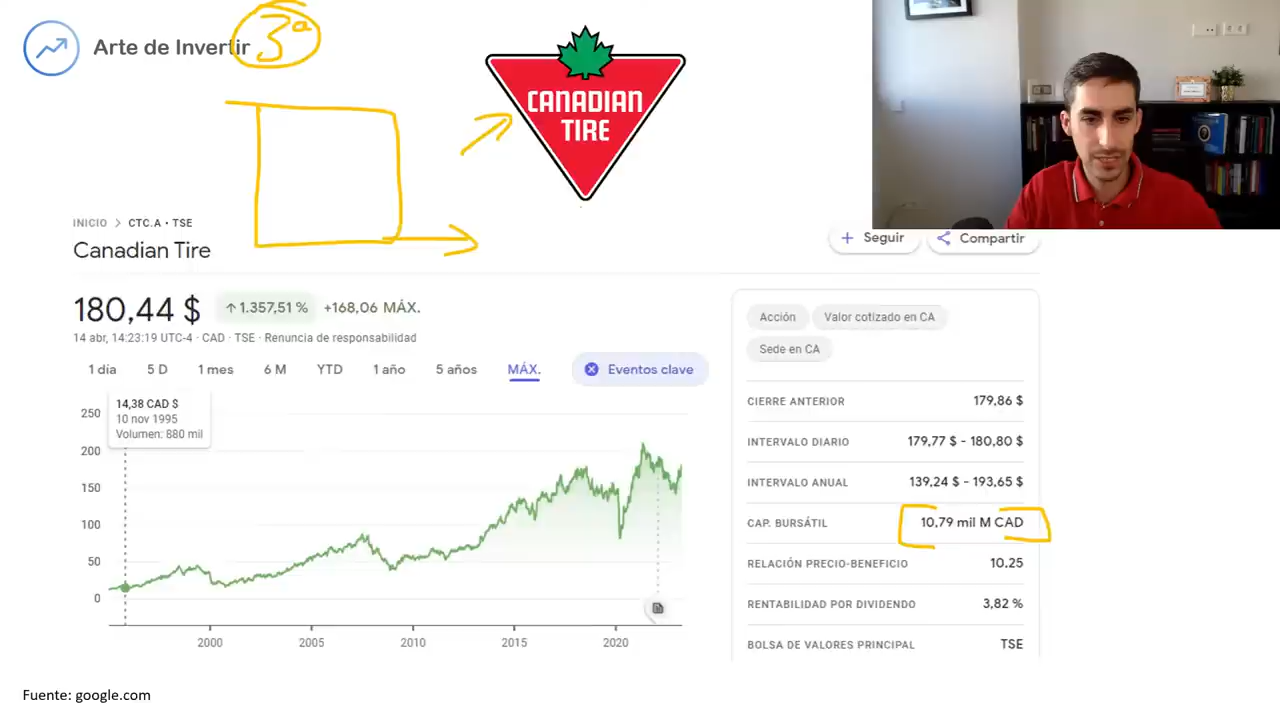 Arte de Invertir
3ª
CANADIAN
TIRE
INICIO > CTC.A • TSE
Canadian Tire
+ Seguir
Compartir
180,44 $ ↑ 1.357,51 % +168,06 MÁX.
14 abr, 14:23:19 UTC-4 · CAD · TSE · Renuncia de responsabilidad
1 día 5 D 1 mes 6 M YTD 1 año 5 años MÁX. Eventos clave
14,38 CAD $
10 nov 1995
Volumen: 880 mil
250
200
150
100
50
0
2000 2005 2010 2015 2020
Acción Valor cotizado en CA
Sede en CA
CIERRE ANTERIOR 179,86 $
INTERVALO DIARIO 179,77 $ - 180,80 $
INTERVALO ANUAL 139,24 $ - 193,65 $
CAP. BURSÁTIL 10,79 mil M CAD
RELACIÓN PRECIO-BENEFICIO 10.25
RENTABILIDAD POR DIVIDENDO 3,82 %
BOLSA DE VALORES PRINCIPAL TSE
Fuente: google.com